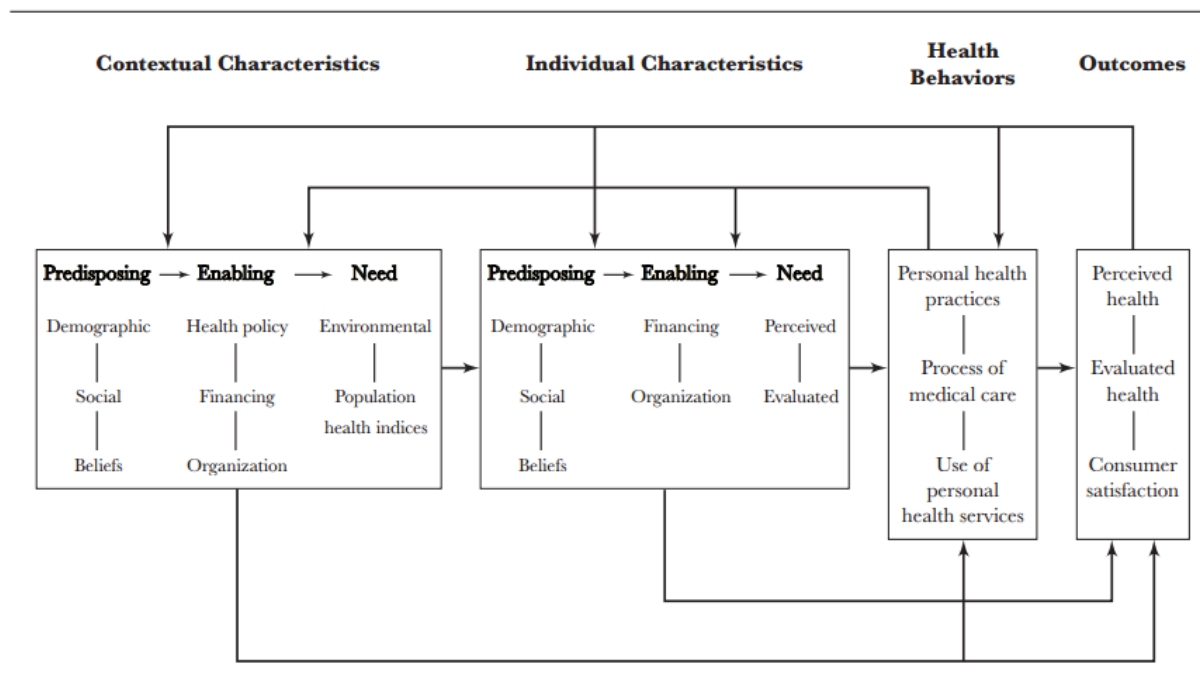 Contextual Characteristics
Individual Characteristics
Health
Behaviors
Outcomes
Predisposing
Enabling
Need
Demographic
Health policy
Environmental
Social
Financing
Population
health indices
Beliefs
Organization
Predisposing
Enabling
Need
Demographic
Financing
Perceived
Social
Organization
Evaluated
Beliefs
Personal health
practices
Process of
medical care
Use of
personal
health services
Perceived
health
Evaluated
health
Consumer
satisfaction